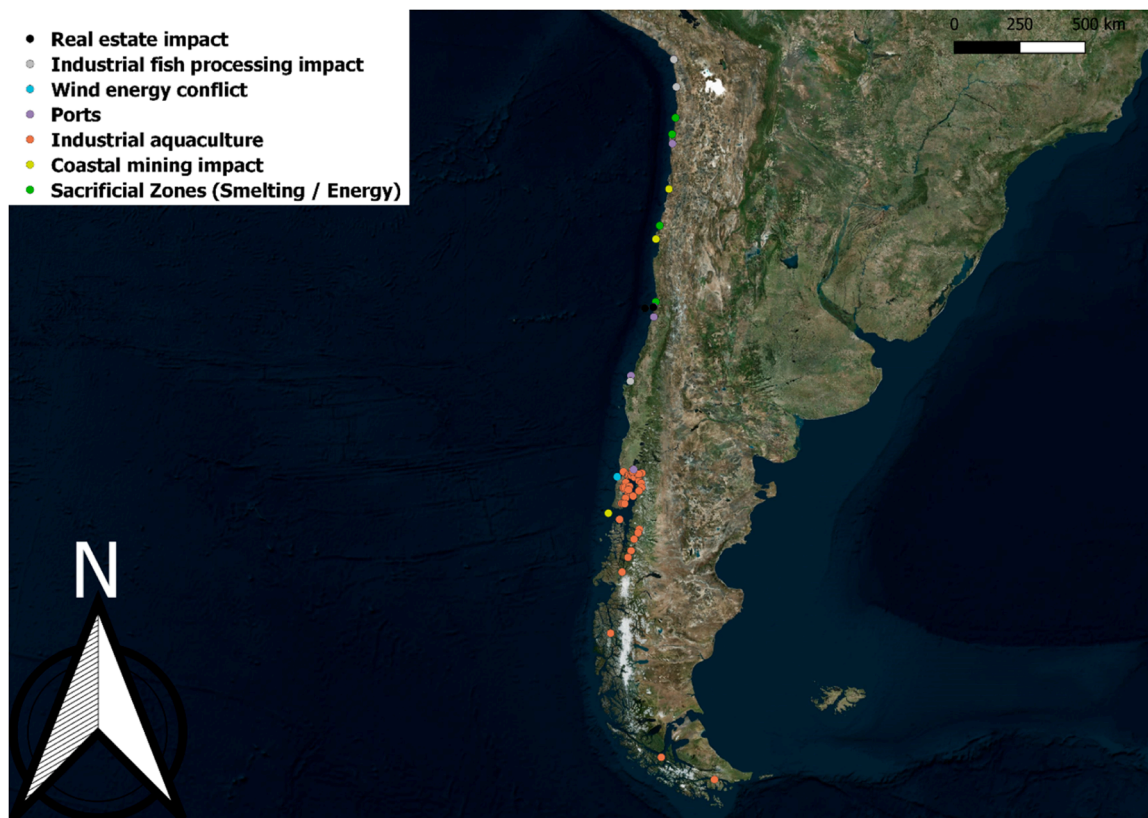 Real estate impact
Industrial fish processing impact
Wind energy conflict
Ports
Industrial aquaculture
Coastal mining impact
Sacrificial Zones (Smelting / Energy)
0 250 500 km
N